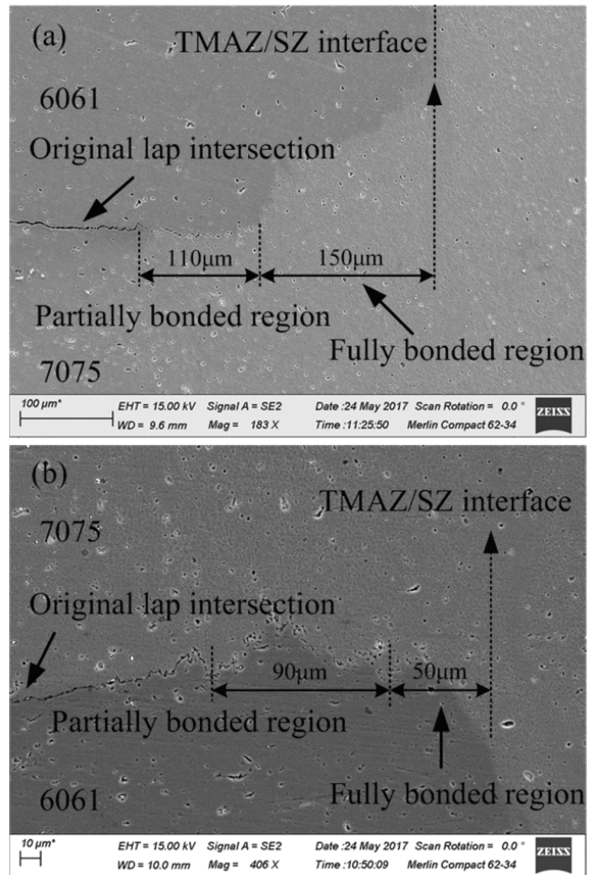 (a)
TMAZ/SZ interface
6061
Original lap intersection
110μm
150μm
Partially bonded region
Fully bonded region
7075
100 μm*
EHT = 15.00 kV Signal A = SE2 Date :24 May 2017 Scan Rotation = 0.0 °
WD = 9.6 mm Mag = 183 X Time :11:25:50 Merlin Compact 62-34
ZEISS
(b)
7075
TMAZ/SZ interface
Original lap intersection
90μm
50μm
Partially bonded region
Fully bonded region
6061
10 μm*
EHT = 15.00 kV Signal A = SE2 Date :24 May 2017 Scan Rotation = 0.0 °
WD = 10.0 mm Mag = 406 X Time :10:50:09 Merlin Compact 62-34
ZEISS